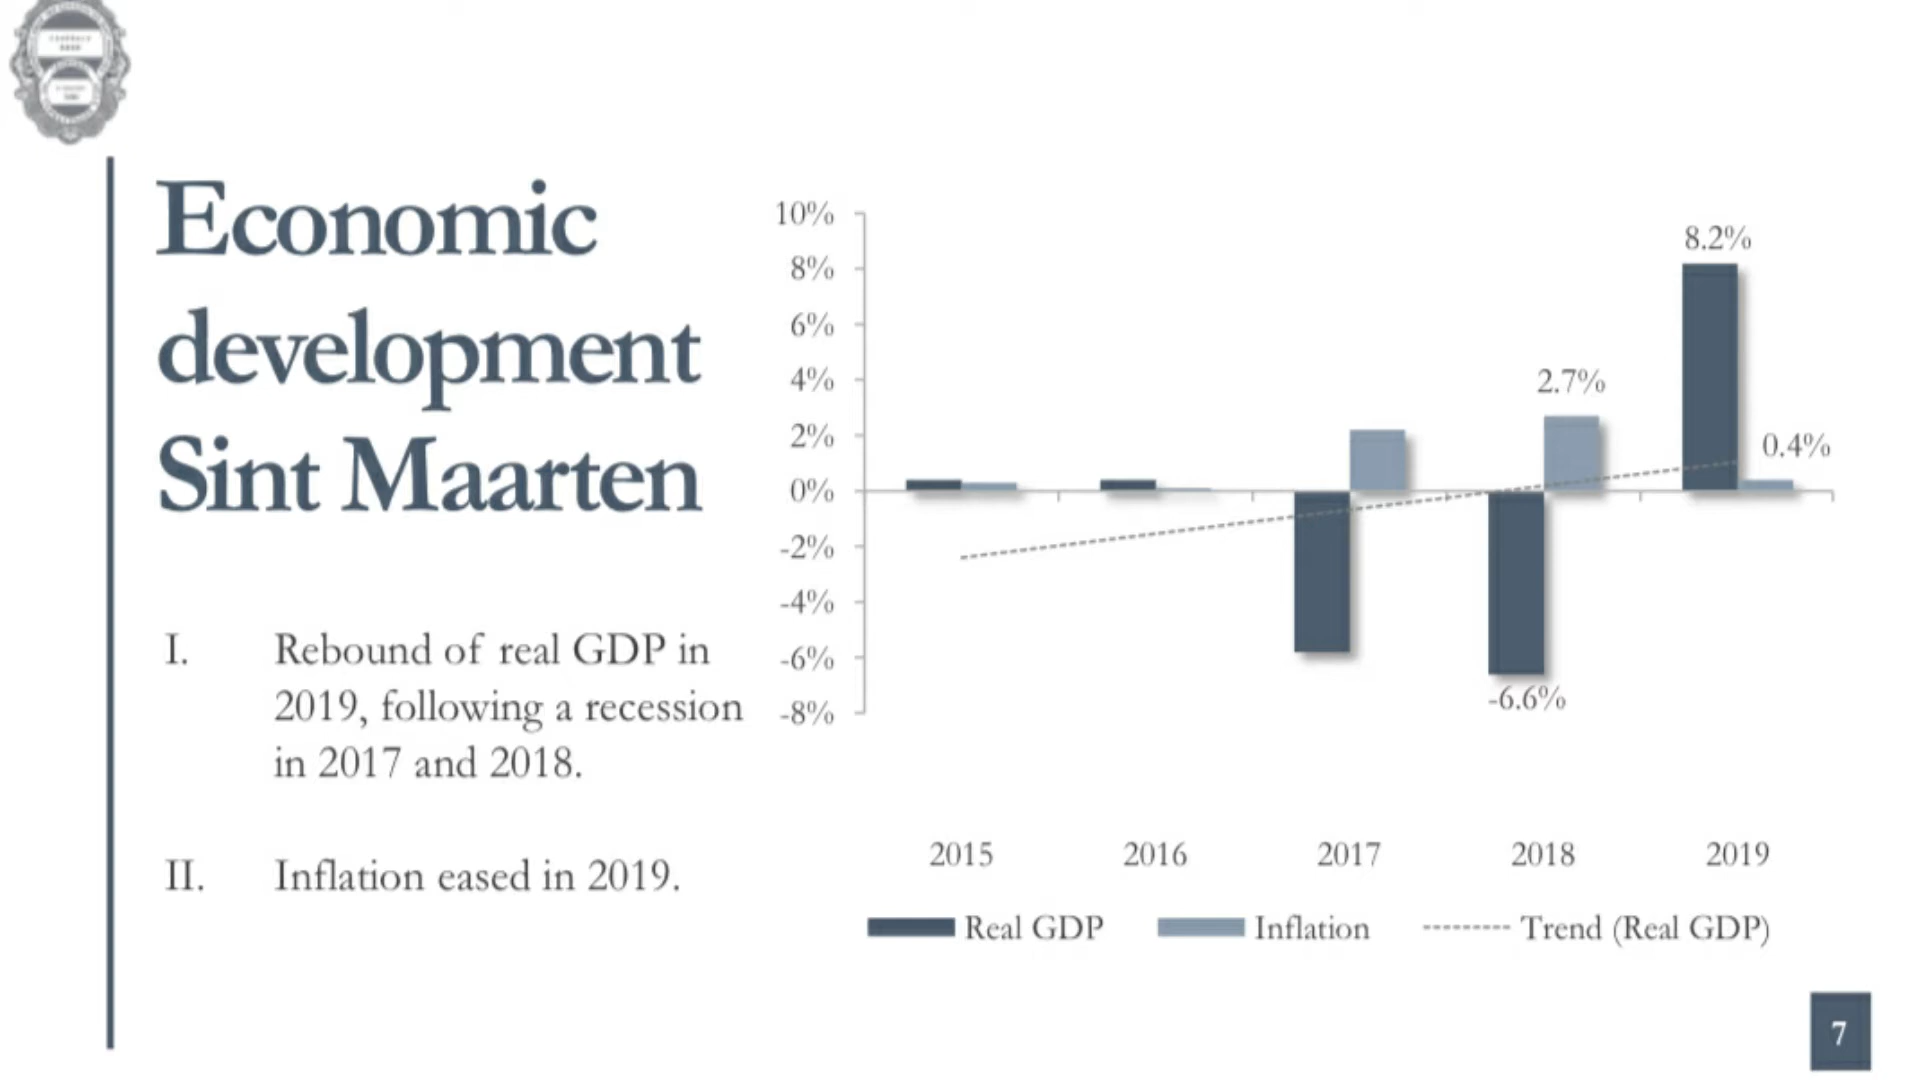 Economic
development
Sint Maarten
I. Rebound of real GDP in
2019, following a recession
in 2017 and 2018.
II. Inflation eased in 2019.
10%
8%
6%
4%
2%
0%
-2%
-4%
-6%
-8%
8.2%
2.7%
0.4%
-6.6%
2015 2016 2017 2018 2019
Real GDP Inflation Trend (Real GDP)
7